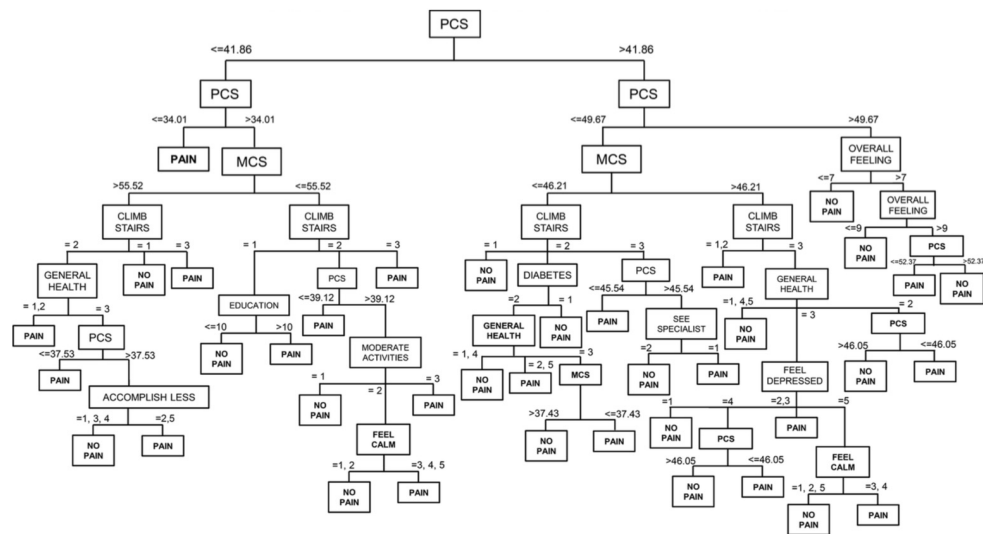 PCS
<=41.86
>41.86
PCS
PCS
<=34.01
>34.01
<=49.67
>49.67
PAIN
MCS
MCS
OVERALL
FEELING
>55.52
<=55.52
<=46.21
>46.21
<=7
>7
CLIMB
STAIRS
CLIMB
STAIRS
CLIMB
STAIRS
CLIMB
STAIRS
NO
PAIN
OVERALL
FEELING
= 2
= 1
= 3
= 1
= 2
= 3
= 1
= 2
= 3
= 1,2
= 3
<=9
>9
GENERAL
HEALTH
NO
PAIN
PAIN
PCS
PAIN
NO
PAIN
DIABETES
PCS
PAIN
GENERAL
HEALTH
NO
PAIN
PCS
<=52.37
>52.37
PAIN
NO
PAIN
= 1,2
= 3
EDUCATION
<=39.12
>39.12
=2
= 1
<=45.54
>45.54
=1, 4,5
= 3
= 2
PAIN
PCS
<=10
>10
PAIN
GENERAL
HEALTH
NO
PAIN
PAIN
SEE
SPECIALIST
NO
PAIN
PCS
<=37.53
>37.53
NO
PAIN
PAIN
MODERATE
ACTIVITIES
= 1, 4
= 2, 5
= 3
=2
=1
>46.05
<=46.05
PAIN
ACCOMPLISH LESS
= 1
= 2
= 3
NO
PAIN
PAIN
MCS
NO
PAIN
PAIN
FEEL
DEPRESSED
NO
PAIN
PAIN
=1, 3, 4
=2,5
NO
PAIN
PAIN
>37.43
<=37.43
=1
=4
=2,3
=5
NO
PAIN
PAIN
FEEL
CALM
NO
PAIN
PAIN
NO
PAIN
PCS
PAIN
FEEL
CALM
=1, 2
=3, 4, 5
>46.05
<=46.05
=1, 2, 5
=3, 4
NO
PAIN
PAIN
NO
PAIN
PAIN
NO
PAIN
PAIN